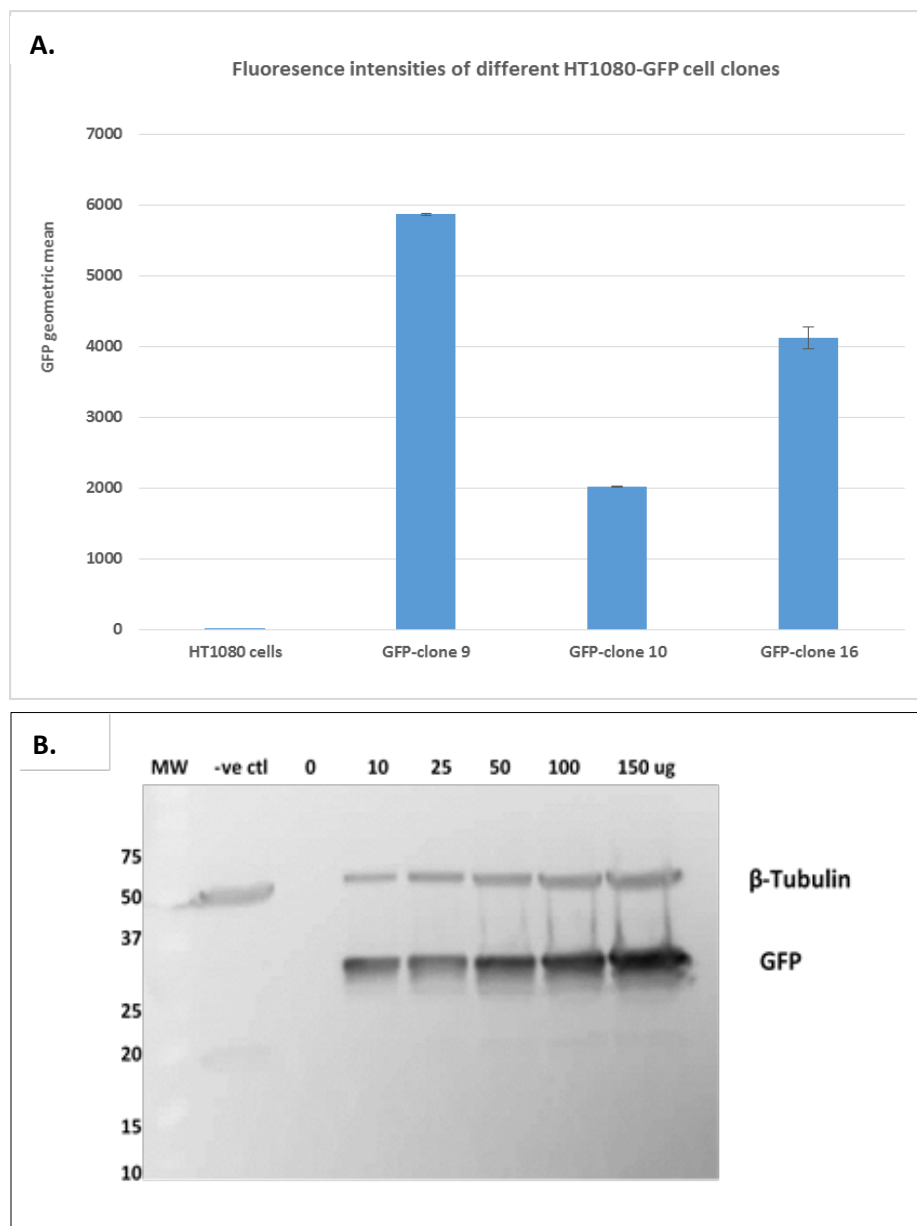 A.
Fluoresence intensities of different HT1080-GFP cell clones
GFP geometric mean
7000
6000
5000
4000
3000
2000
1000
0
HT1080 cells GFP-clone 9 GFP-clone 10 GFP-clone 16
B.
MW -ve ctl 0 10 25 50 100 150 ug
75
50
37
25
20
15
10
β-Tubulin
GFP